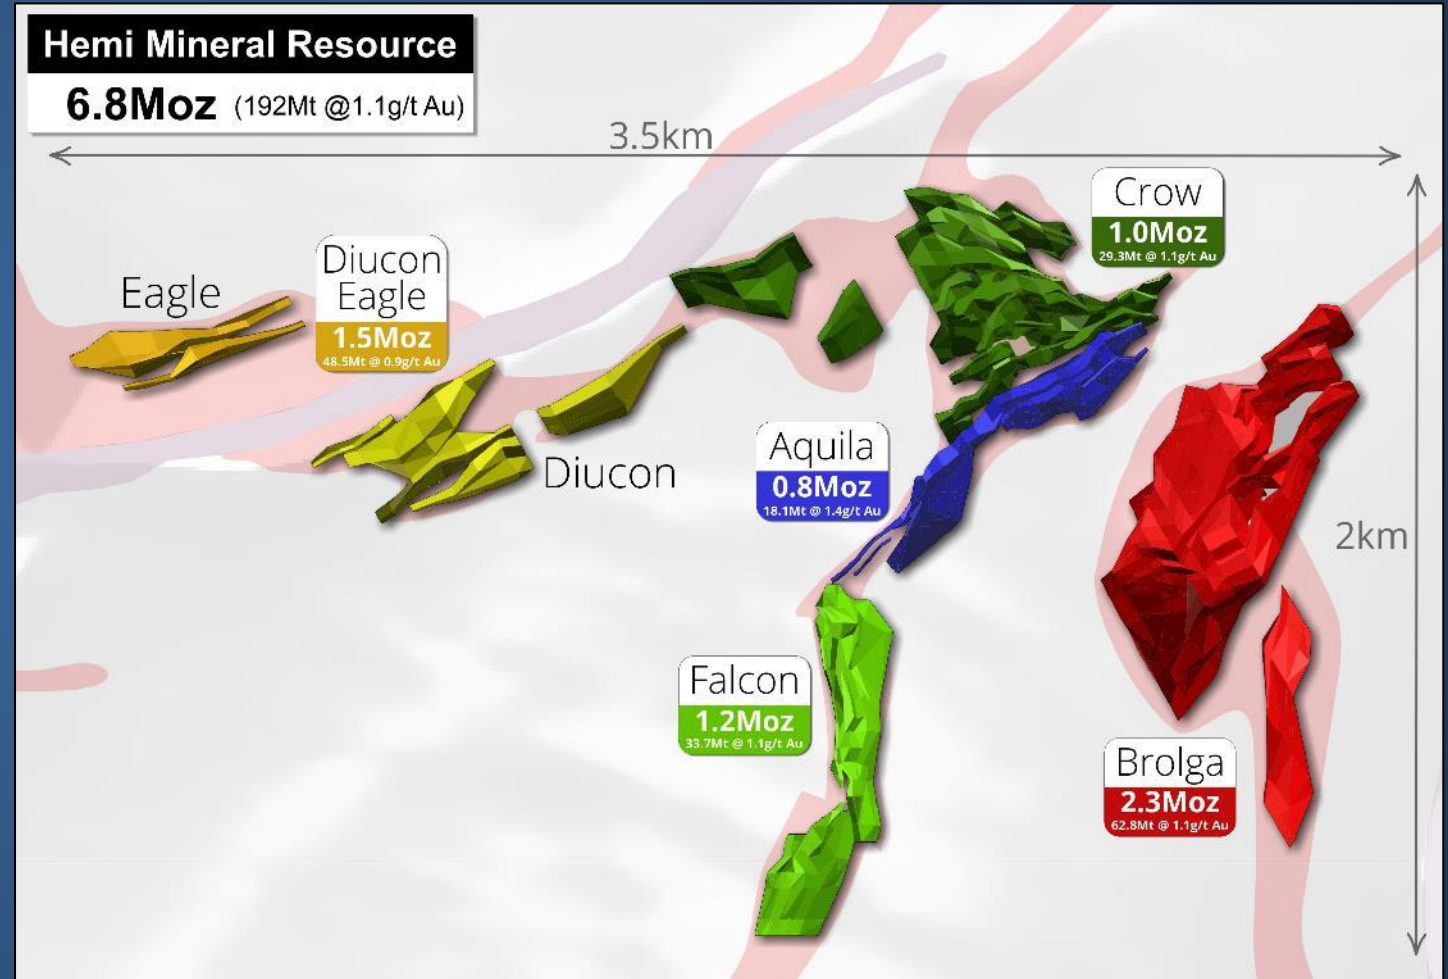 Hemi Mineral Resource
6.8Moz (192Mt @1.1g/t Au)
3.5km
Crow
1.0Moz
29.3Mt @ 1.1g/t Au
Eagle
Diucon
Eagle
1.5Moz
48.5Mt @ 0.9g/t Au
Diucon
Aquila
0.8Moz
18.1Mt @ 1.4g/t Au
2km
Falcon
1.2Moz
33.7Mt @ 1.1g/t Au
Brolga
2.3Moz
62.8Mt @ 1.1g/t Au